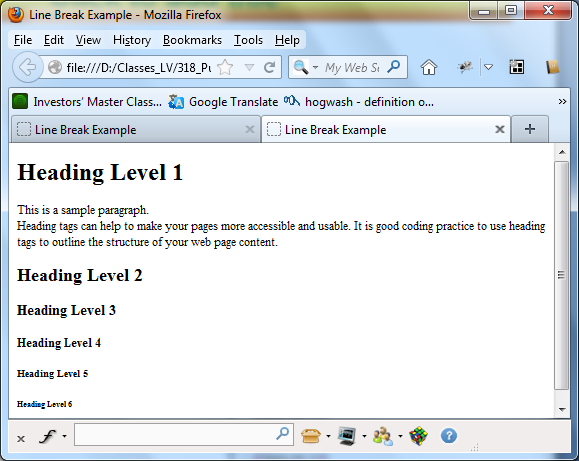 Line Break Example - Mozilla Firefox
File Edit View History Bookmarks Tools Help
file:///D:/Classes_LV/318_Pu
My Web S
Investors' Master Class... Google Translate hogwash - definition o... »
Line Break Example
Line Break Example
Heading Level 1
This is a sample paragraph.
Heading tags can help to make your pages more accessible and usable. It is good coding practice to use heading
tags to outline the structure of your web page content.
Heading Level 2
Heading Level 3
Heading Level 4
Heading Level 5
Heading Level 6